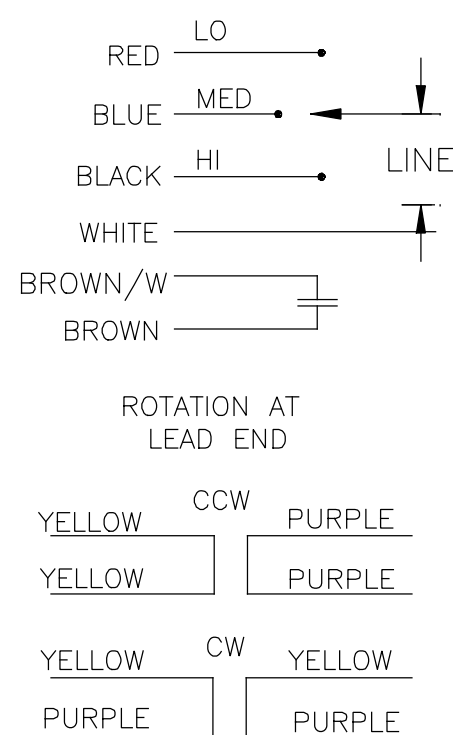 LO
RED
MED
BLUE
LINE
HI
BLACK
WHITE
BROWN/W
BROWN
ROTATION AT
LEAD END
CCW
YELLOW PURPLE
YELLOW PURPLE
CW
YELLOW YELLOW
PURPLE PURPLE